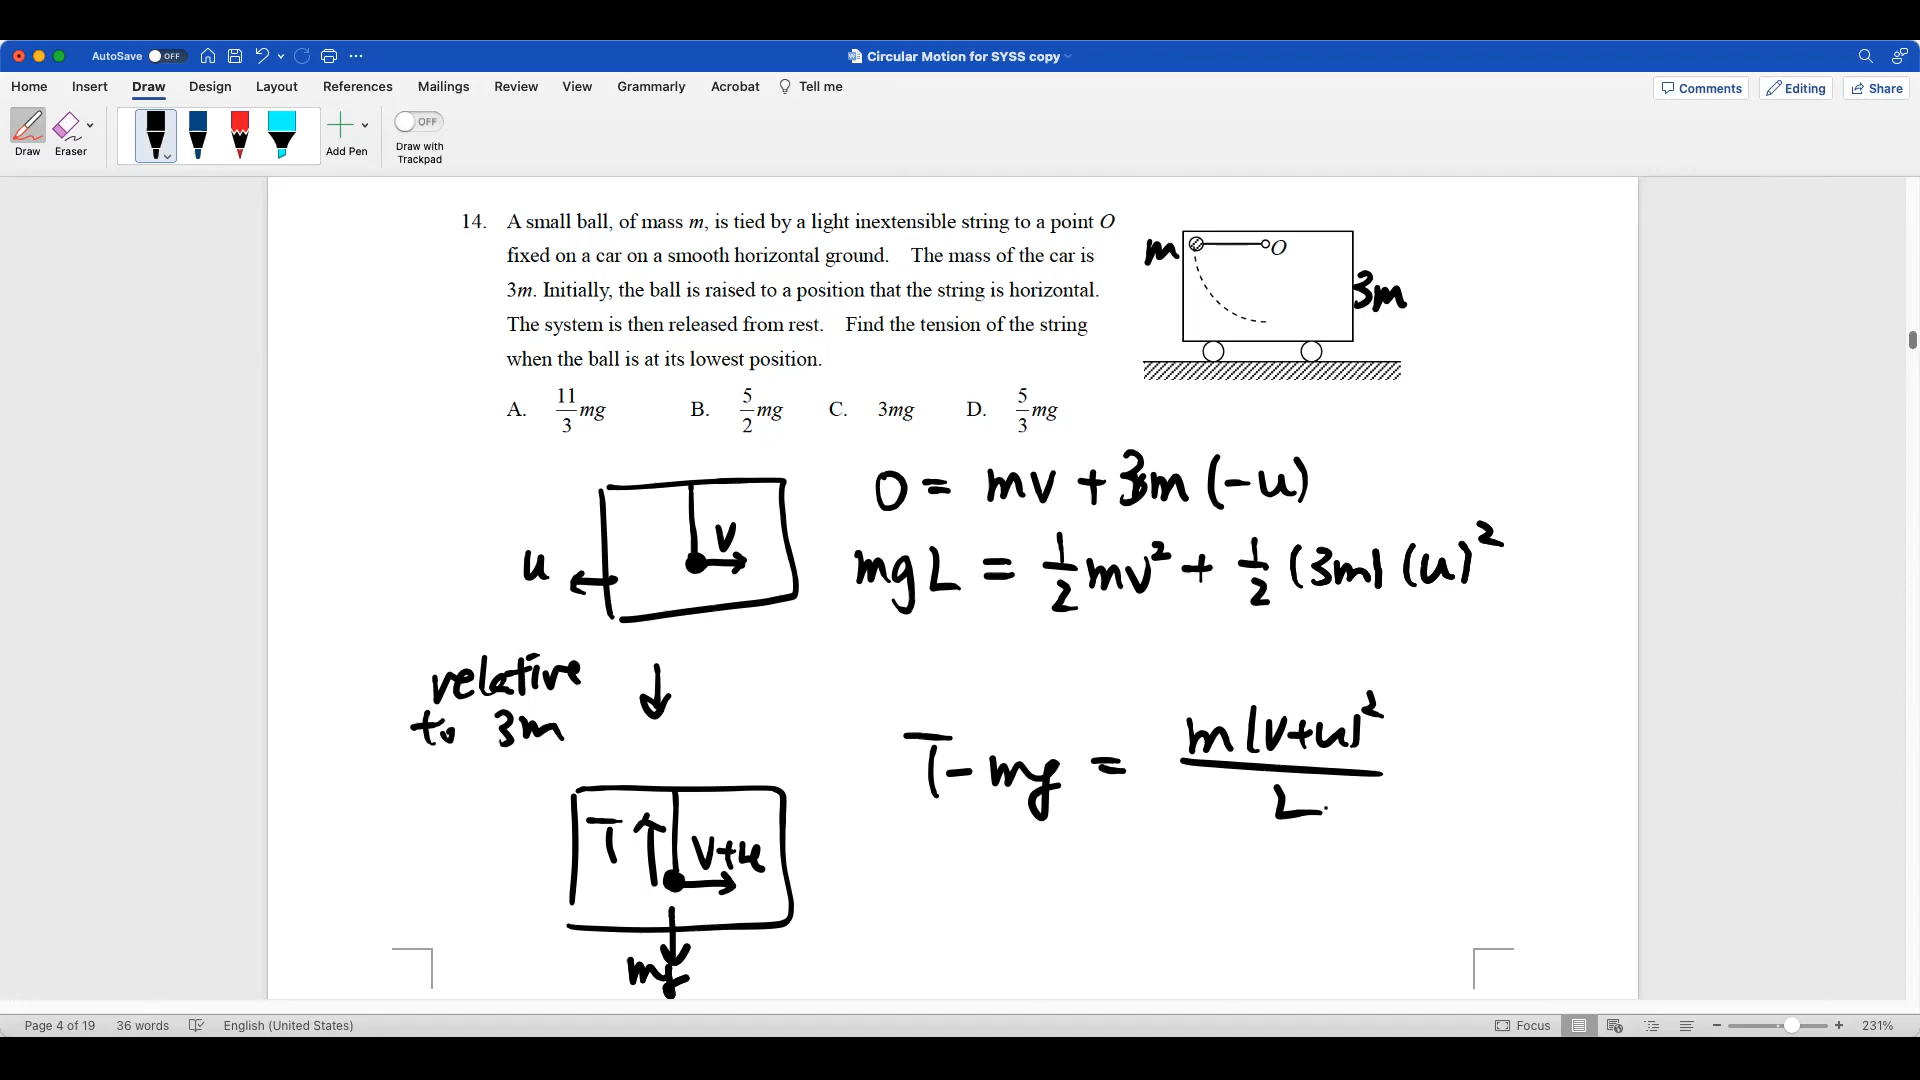 AutoSave OFF
Circular Motion for SYSS copy
Home Insert Draw Design Layout References Mailings Review View Grammarly Acrobat Tell me
Comments Editing Share
Draw Eraser Add Pen OFF Draw with Trackpad
14. A small ball, of mass m, is tied by a light inextensible string to a point O
fixed on a car on a smooth horizontal ground. The mass of the car is
3m. Initially, the ball is raised to a position that the string is horizontal.
The system is then released from rest. Find the tension of the string
when the ball is at its lowest position.
m O 3m
A. 11/3 mg B. 5/2 mg C. 3mg D. 5/3 mg
u v
0 = mv + 3m (-u)
mgL = 1/2 mv² + 1/2 (3m) (u)²
relative
to 3m
T - mg = m(v+u)² / L
T v+u
mg
Page 4 of 19 36 words English (United States) Focus 231%